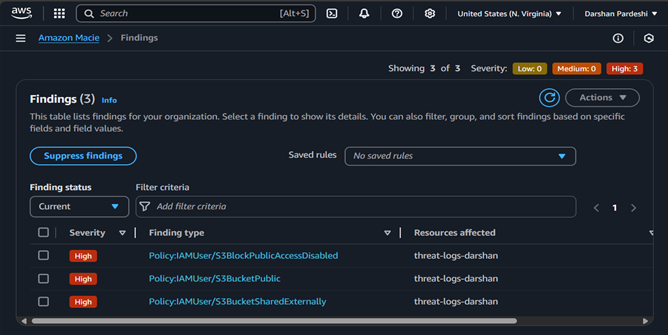 aws Search [Alt+S] United States (N. Virginia) Darshan Pardeshi
Amazon Macie > Findings
Showing 3 of 3 Severity: Low: 0 Medium: 0 High: 3
Findings (3) Info
Actions
This table lists findings for your organization. Select a finding to show its details. You can also filter, group, and sort findings based on specific
fields and field values.
Suppress findings Saved rules No saved rules
Finding status Filter criteria
Current Add filter criteria 1
Severity Finding type Resources affected
High Policy:IAMUser/S3BlockPublicAccessDisabled threat-logs-darshan
High Policy:IAMUser/S3BucketPublic threat-logs-darshan
High Policy:IAMUser/S3BucketSharedExternally threat-logs-darshan